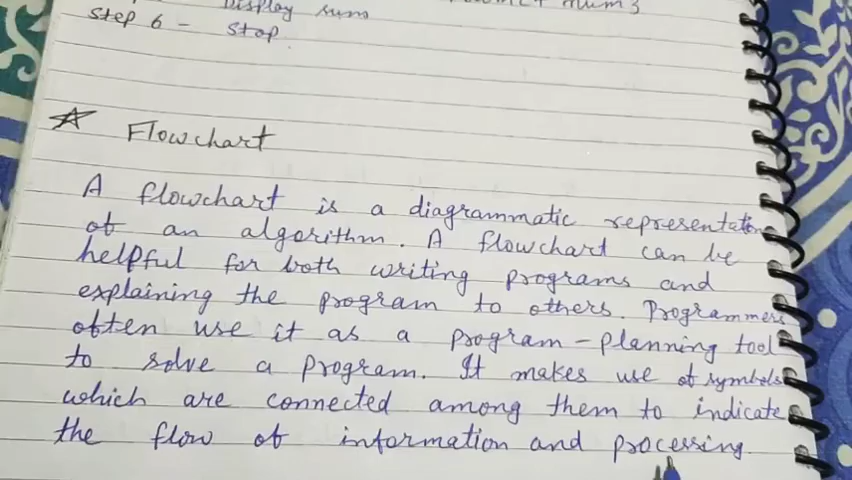 Display sum
Step 6 - Stop.
Flowchart
A flowchart is a diagrammatic representation
of an algorithm. A flowchart can be
helpful for both writing programs and
explaining the program to others. Programmers
often use it as a program-planning tool
to solve a program. It makes use of symbols
which are connected among them to indicate
the flow of information and processing.